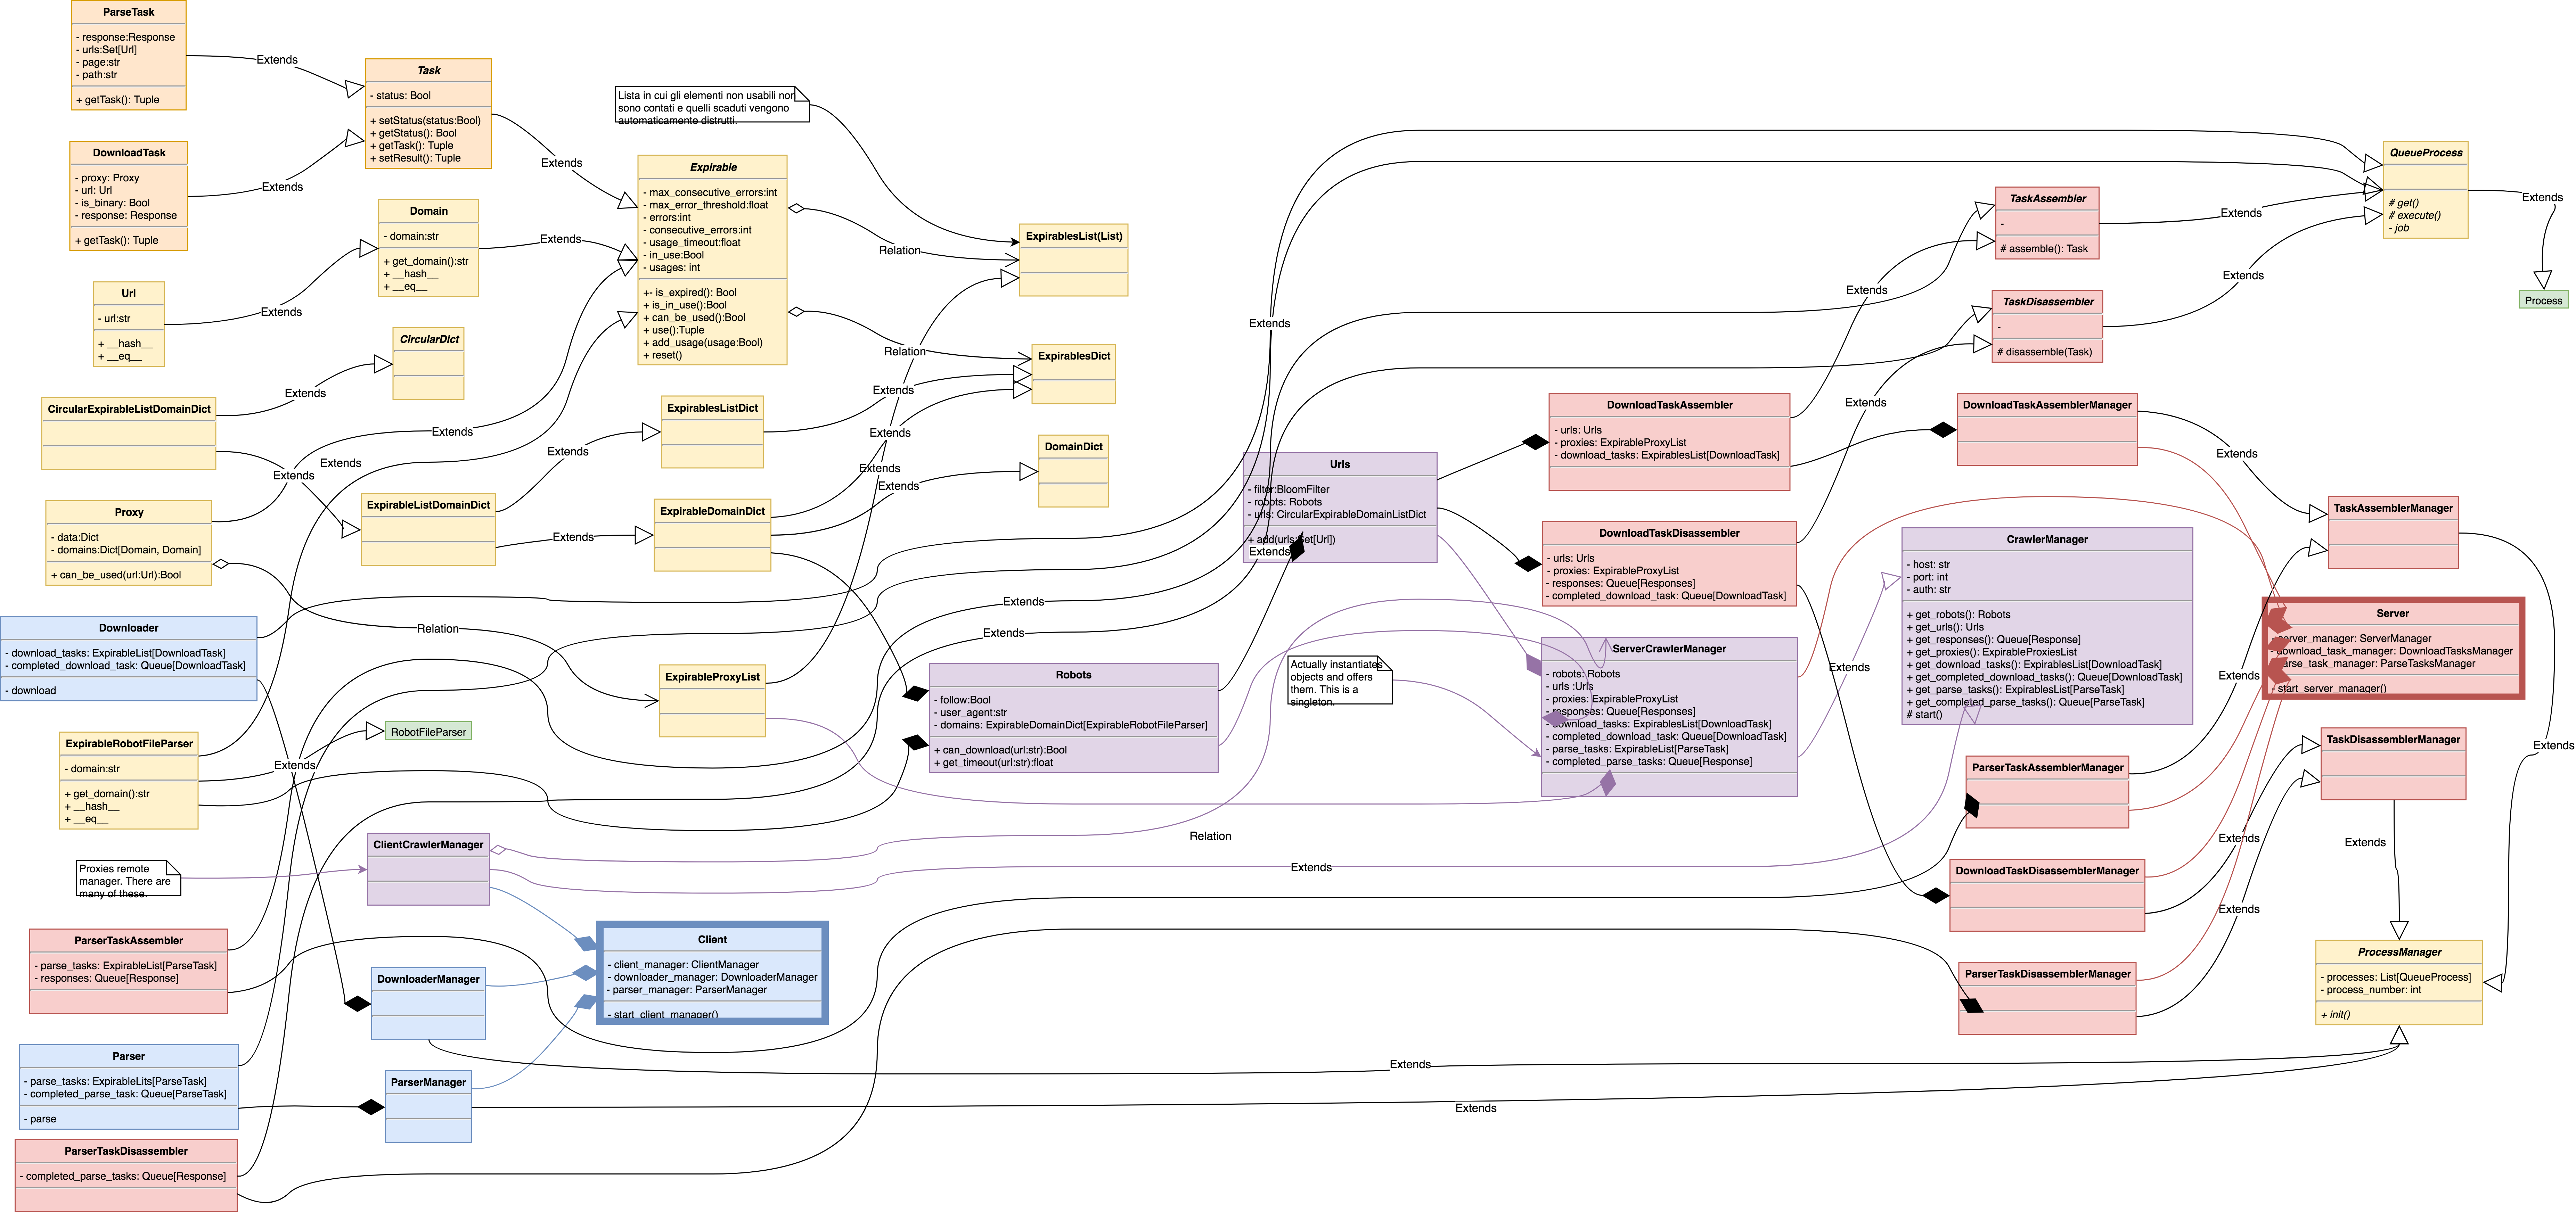 ParseTask
- response:Response
- urls:Set[Url]
- page:str
- path:str
+ getTask(): Tuple
Extends
Task
- status: Bool
+ setStatus(status:Bool)
+ getStatus(): Bool
+ getTask(): Tuple
+ setResult(): Tuple
DownloadTask
- proxy: Proxy
- url: Url
- is_binary: Bool
- response: Response
+ getTask(): Tuple
Extends
Extends
Lista in cui gli elementi non usabili non
sono contati e quelli scaduti vengono
automaticamente distrutti.
Expirable
- max_consecutive_errors:int
- max_error_threshold:float
- errors:int
- consecutive_errors:int
- usage_timeout:float
- in_use:Bool
- usages: int
+- is_expired(): Bool
+ is_in_use():Bool
+ can_be_used():Bool
+ use():Tuple
+ add_usage(usage:Bool)
+ reset()
Domain
- domain:str
+ get_domain():str
+ __hash__
+ __eq__
Extends
Url
- url:str
+ __hash__
+ __eq__
Extends
CircularDict
Extends
CircularExpirableListDomainDict
Extends
Extends
Extends
ExpirablesList(List)
Relation
ExpirablesDict
Relation
ExpirablesListDict
Extends
Extends
Extends
DomainDict
Extends
Extends
Proxy
- data:Dict
- domains:Dict[Domain, Domain]
+ can_be_used(url:Url):Bool
ExpirableListDomainDict
Extends
ExpirableDomainDict
Extends
Downloader
- download_tasks: ExpirableList[DownloadTask]
- completed_download_task: Queue[DownloadTask]
- download
Relation
ExpirableProxyList
ExpirableRobotFileParser
- domain:str
+ get_domain():str
+ __hash__
+ __eq__
RobotFileParser
Extends
Extends
Extends
Robots
- follow:Bool
- user_agent:str
- domains: ExpirableDomainDict[ExpirableRobotFileParser]
+ can_download(url:str):Bool
+ get_timeout(url:str):float
Proxies remote
manager. There are
many of these.
ClientCrawlerManager
Relation
Extends
ParserTaskAssembler
- parse_tasks: ExpirableList[ParseTask]
- responses: Queue[Response]
DownloaderManager
Client
- client_manager: ClientManager
- downloader_manager: DownloaderManager
- parser_manager: ParserManager
- start_client_manager()
Parser
- parse_tasks: ExpirableLits[ParseTask]
- completed_parse_task: Queue[ParseTask]
- parse
ParserManager
Extends
Extends
ParserTaskDisassembler
- completed_parse_tasks: Queue[Response]
Extends
Urls
- filter:BloomFilter
- robots: Robots
- urls: CircularExpirableDomainListDict
+ add(urls:Set[Url])
Extends
Actually instantiates
objects and offers
them. This is a
singleton.
DownloadTaskAssembler
- urls: Urls
- proxies: ExpirableProxyList
- download_tasks: ExpirablesList[DownloadTask]
DownloadTaskDisassembler
- urls: Urls
- proxies: ExpirableProxyList
- responses: Queue[Responses]
- completed_download_task: Queue[DownloadTask]
ServerCrawlerManager
- robots: Robots
- urls :Urls
- proxies: ExpirableProxyList
- responses: Queue[Responses]
- download_tasks: ExpirablesList[DownloadTask]
- completed_download_task: Queue[DownloadTask]
- parse_tasks: ExpirableList[ParseTask]
- completed_parse_tasks: Queue[Response]
Extends
Extends
Extends
TaskAssembler
-
# assemble(): Task
Extends
TaskDisassembler
-
# disassemble(Task)
Extends
QueueProcess
# get()
# execute()
- job
Extends
Process
DownloadTaskAssemblerManager
Extends
TaskAssemblerManager
CrawlerManager
- host: str
- port: int
- auth: str
+ get_robots(): Robots
+ get_urls(): Urls
+ get_responses(): Queue[Response]
+ get_proxies(): ExpirableProxiesList
+ get_download_tasks(): ExpirablesList[DownloadTask]
+ get_completed_download_tasks(): Queue[DownloadTask]
+ get_parse_tasks(): ExpirablesList[ParseTask]
+ get_completed_parse_tasks(): Queue[ParseTask]
# start()
Server
- server_manager: ServerManager
- download_task_manager: DownloadTasksManager
- parse_task_manager: ParseTasksManager
- start_server_manager()
Extends
Extends
TaskDisassemblerManager
ParserTaskAssemblerManager
Extends
Extends
DownloadTaskDisassemblerManager
Extends
ParserTaskDisassemblerManager
ProcessManager
- processes: List[QueueProcess]
- process_number: int
+ init()